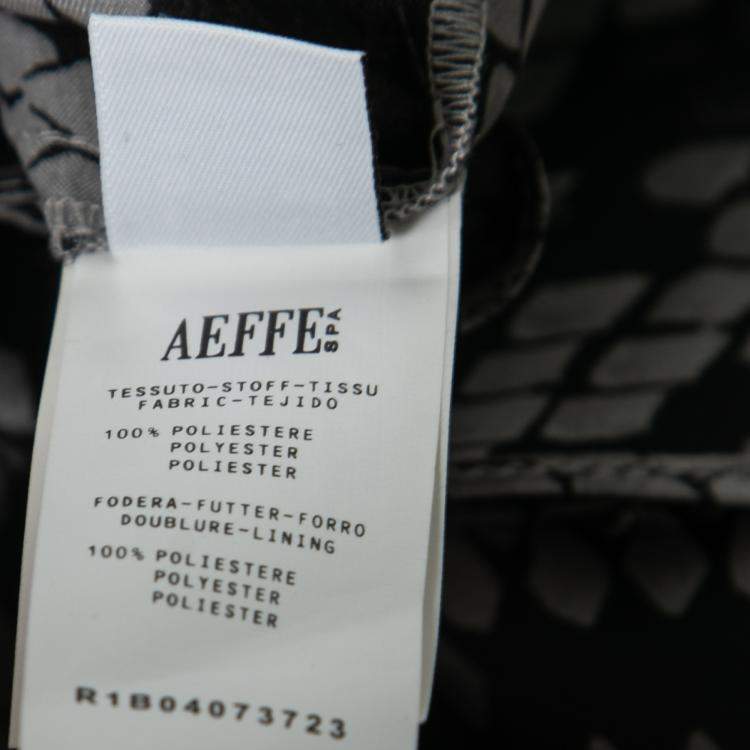 AEFFE SPA
TESSUTO-STOFF-TISSU
FABRIC-TEJIDO
100% POLIESTERE
POLYESTER
POLIESTER
FODERA-FUTTER-FORRO
DOUBLURE-LINING
100% POLIESTERE
POLYESTER
POLIESTER
R1B04073723